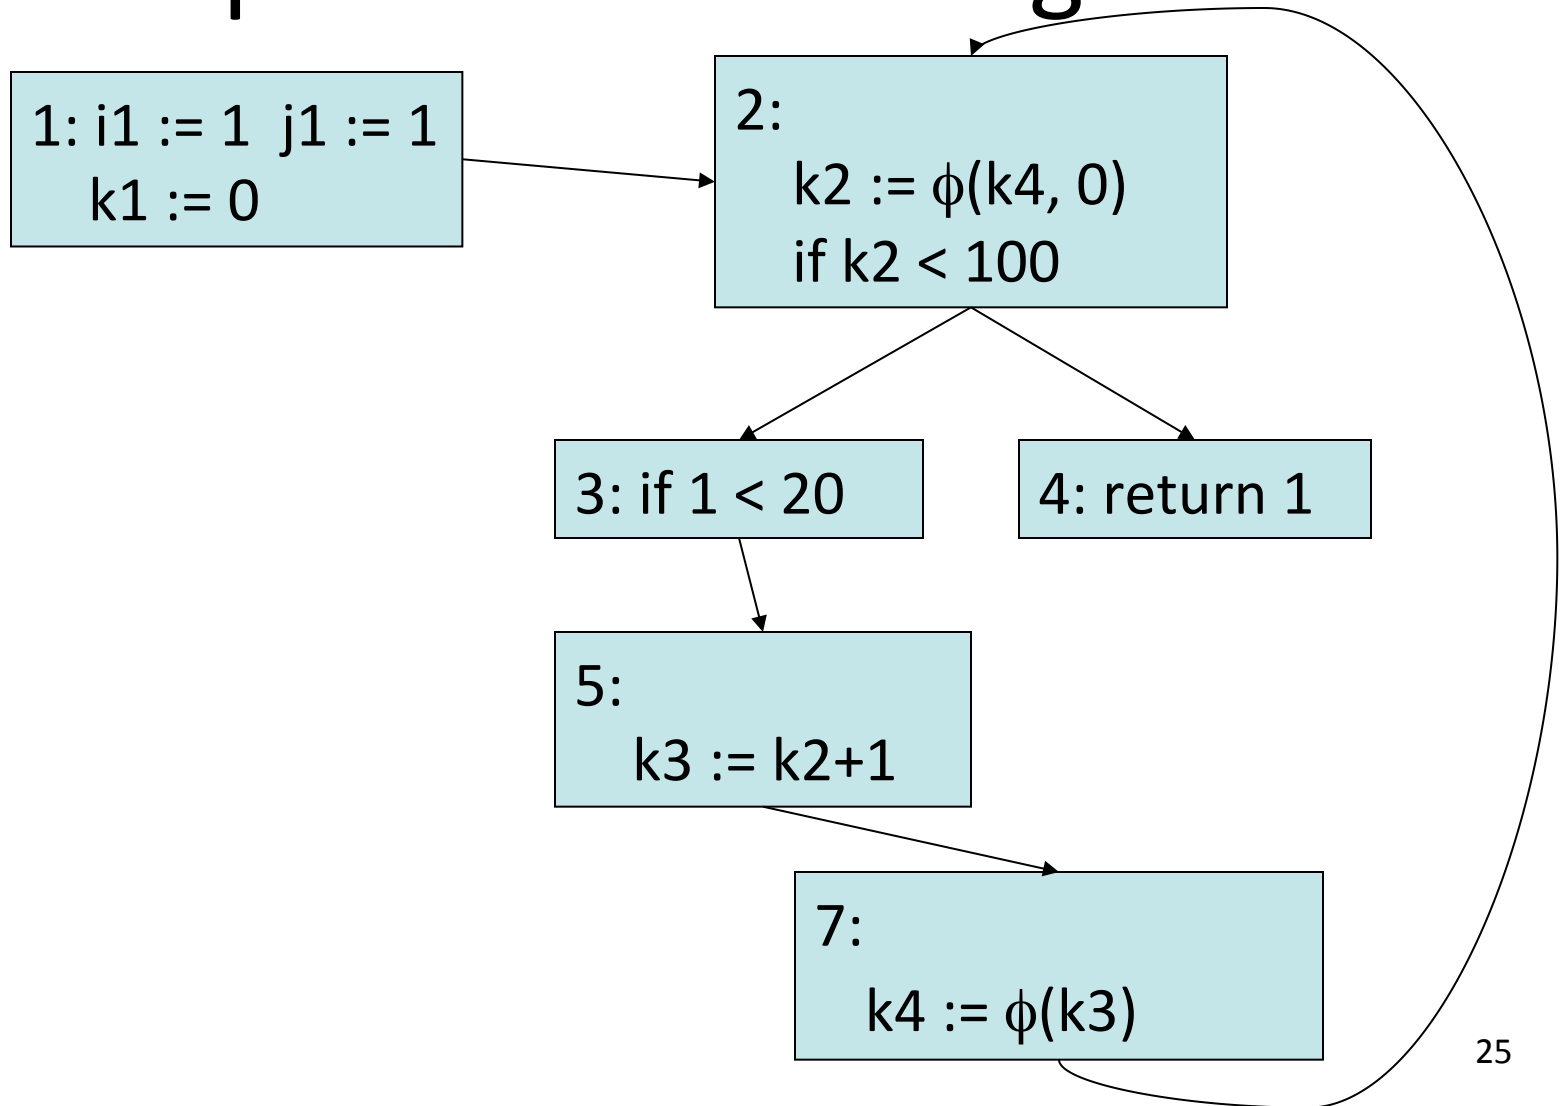 1: i1 := 1 j1 := 1
k1 := 0
2:
k2 := ϕ(k4, 0)
if k2 < 100
3: if 1 < 20
4: return 1
5:
k3 := k2+1
7:
k4 := ϕ(k3)
25